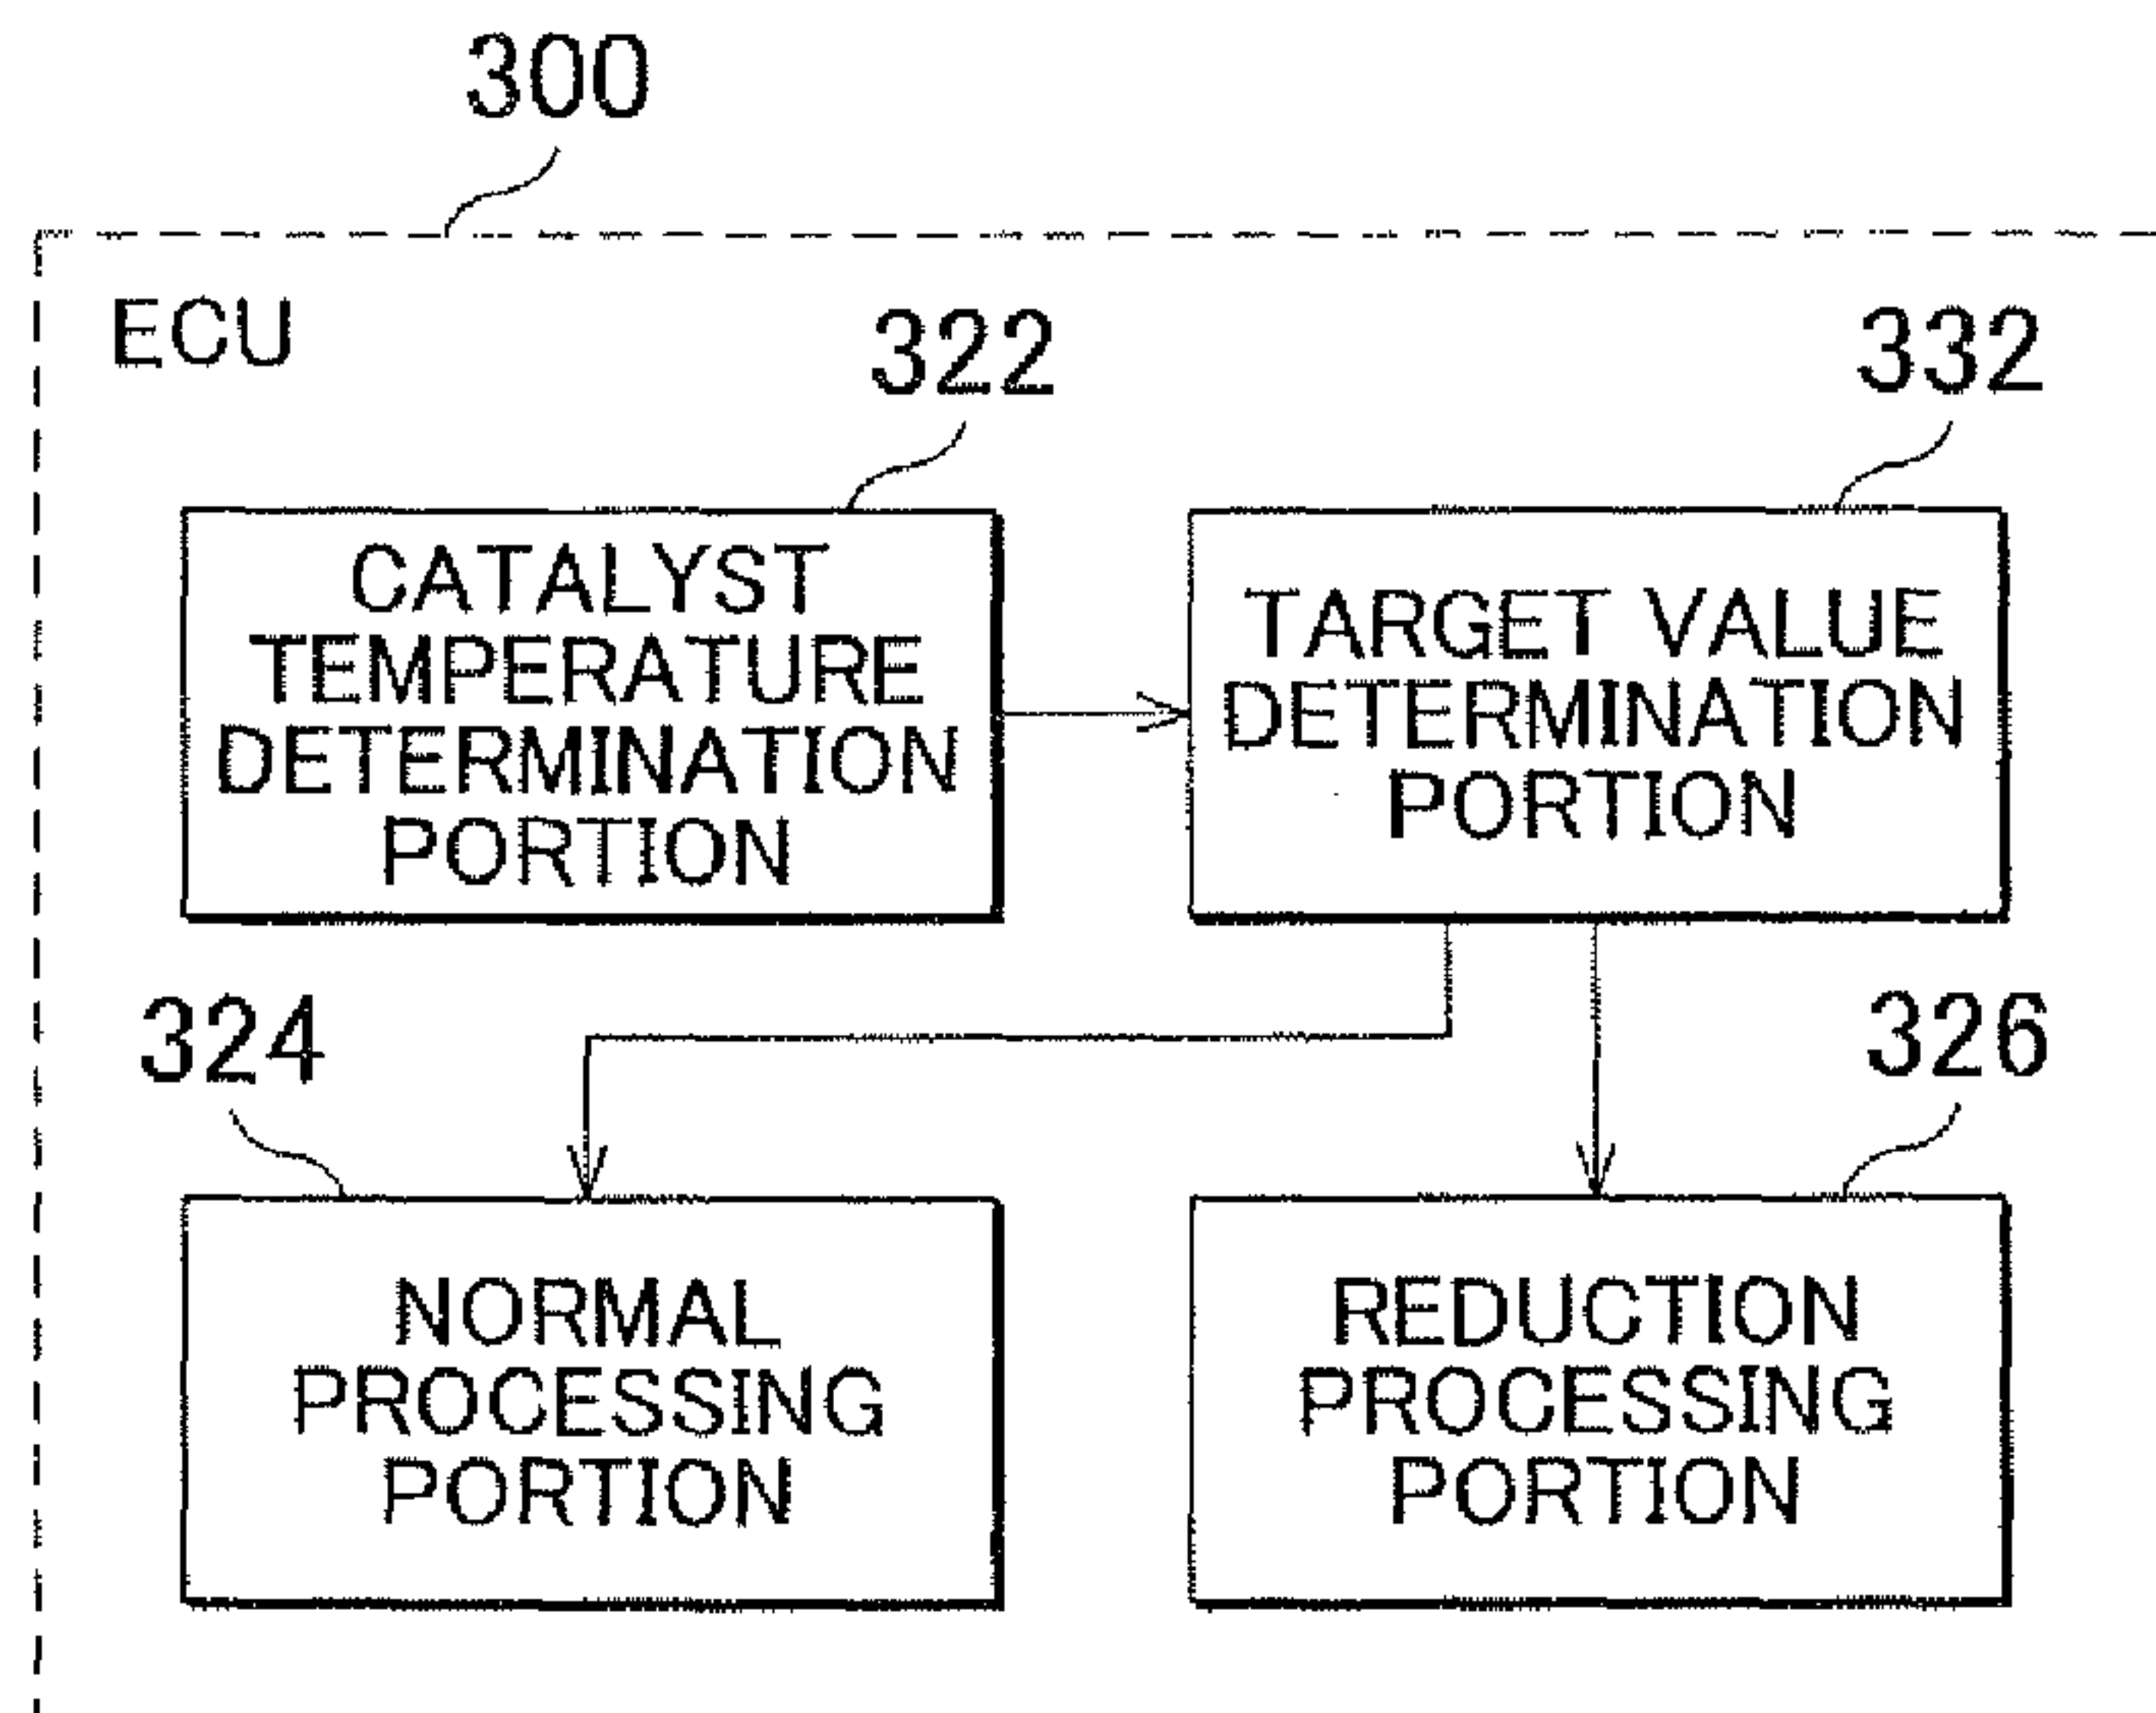 300
ECU
322
332
CATALYST
TEMPERATURE
DETERMINATION
PORTION
TARGET VALUE
DETERMINATION
PORTION
324
326
NORMAL
PROCESSING
PORTION
REDUCTION
PROCESSING
PORTION